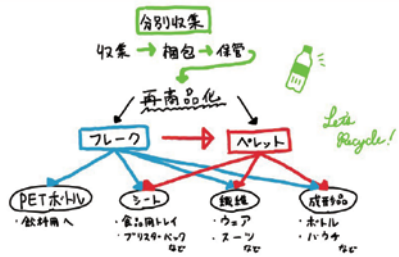 分別収集
収集→梱包→保管
再商品化
フレーク
ペレット
PETボトル
・飲料用へ
シート
・食品用トレイ
・ブリスターパック
など
繊維
・ウェア
・スーツ
など
成形品
・ボトル
・パウチ
など
Let's
Recycle!